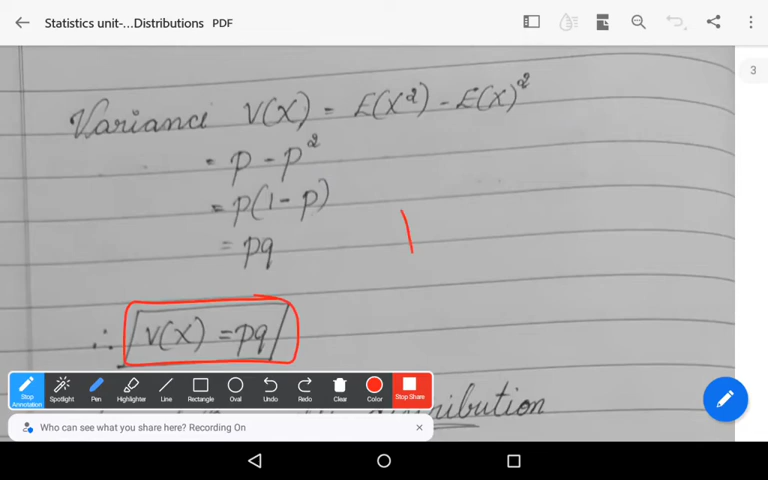 Statistics unit-...Distributions PDF
3
Variance V(X) = E(X²) - E(X)²
= p - p²
= p(1 - p)
= pq
∴ V(X) = pq
Stop Annotation Spotlight Pen Highlighter Line Rectangle Oval Undo Redo Clear Color Stop Share
distribution
Who can see what you share here? Recording On